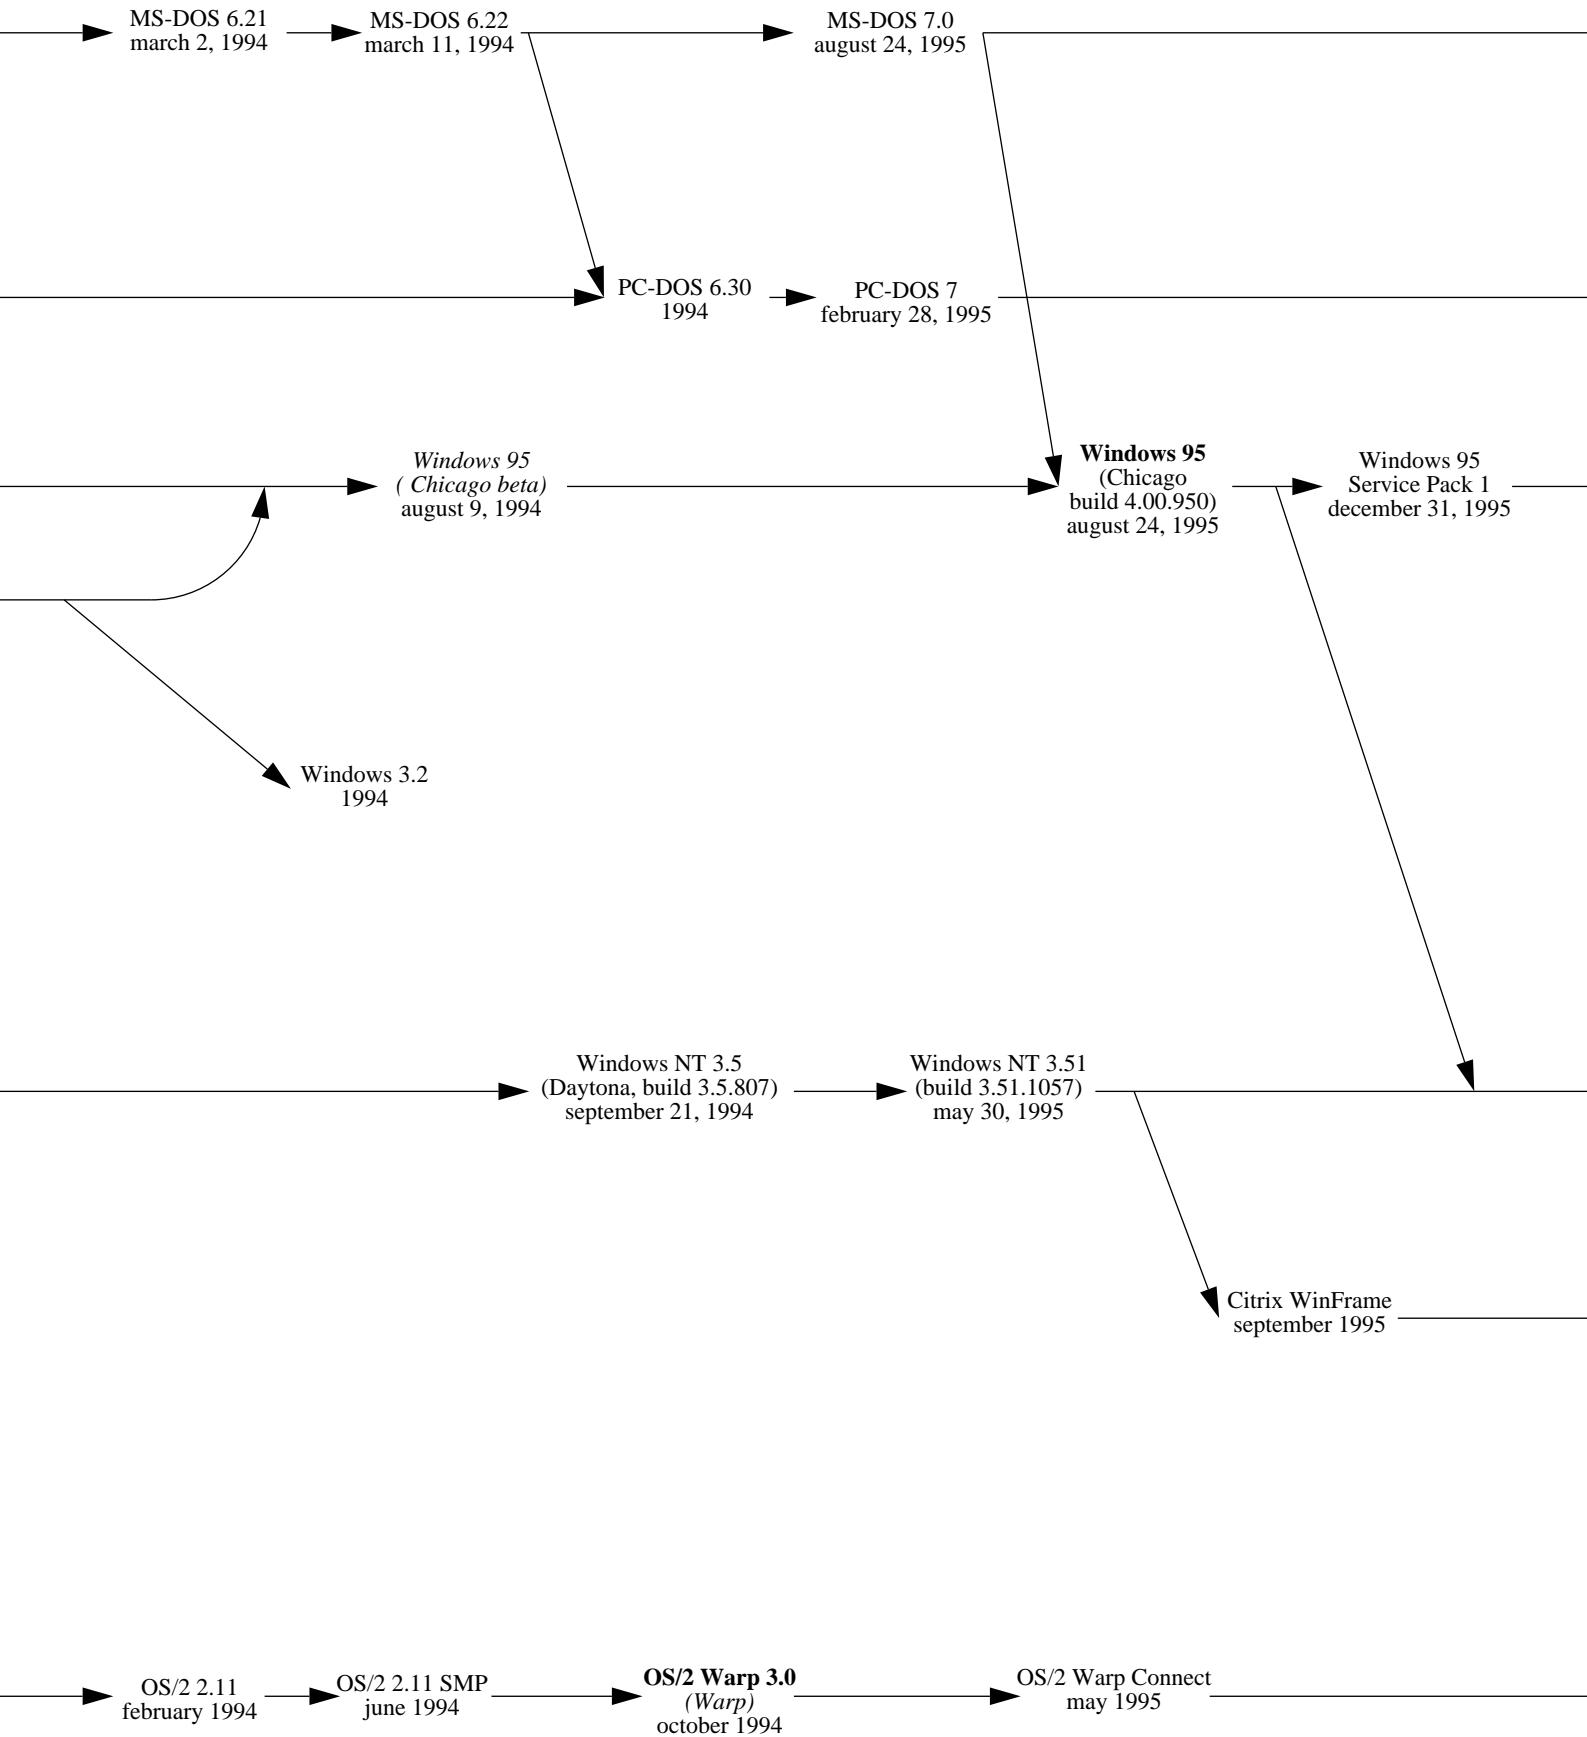 MS-DOS 6.21
march 2, 1994
MS-DOS 6.22
march 11, 1994
MS-DOS 7.0
august 24, 1995
PC-DOS 6.30
1994
PC-DOS 7
february 28, 1995
Windows 95
( Chicago beta)
august 9, 1994
Windows 95
(Chicago
build 4.00.950)
august 24, 1995
Windows 95
Service Pack 1
december 31, 1995
Windows 3.2
1994
Windows NT 3.5
(Daytona, build 3.5.807)
september 21, 1994
Windows NT 3.51
(build 3.51.1057)
may 30, 1995
Citrix WinFrame
september 1995
OS/2 2.11
february 1994
OS/2 2.11 SMP
june 1994
OS/2 Warp 3.0
(Warp)
october 1994
OS/2 Warp Connect
may 1995